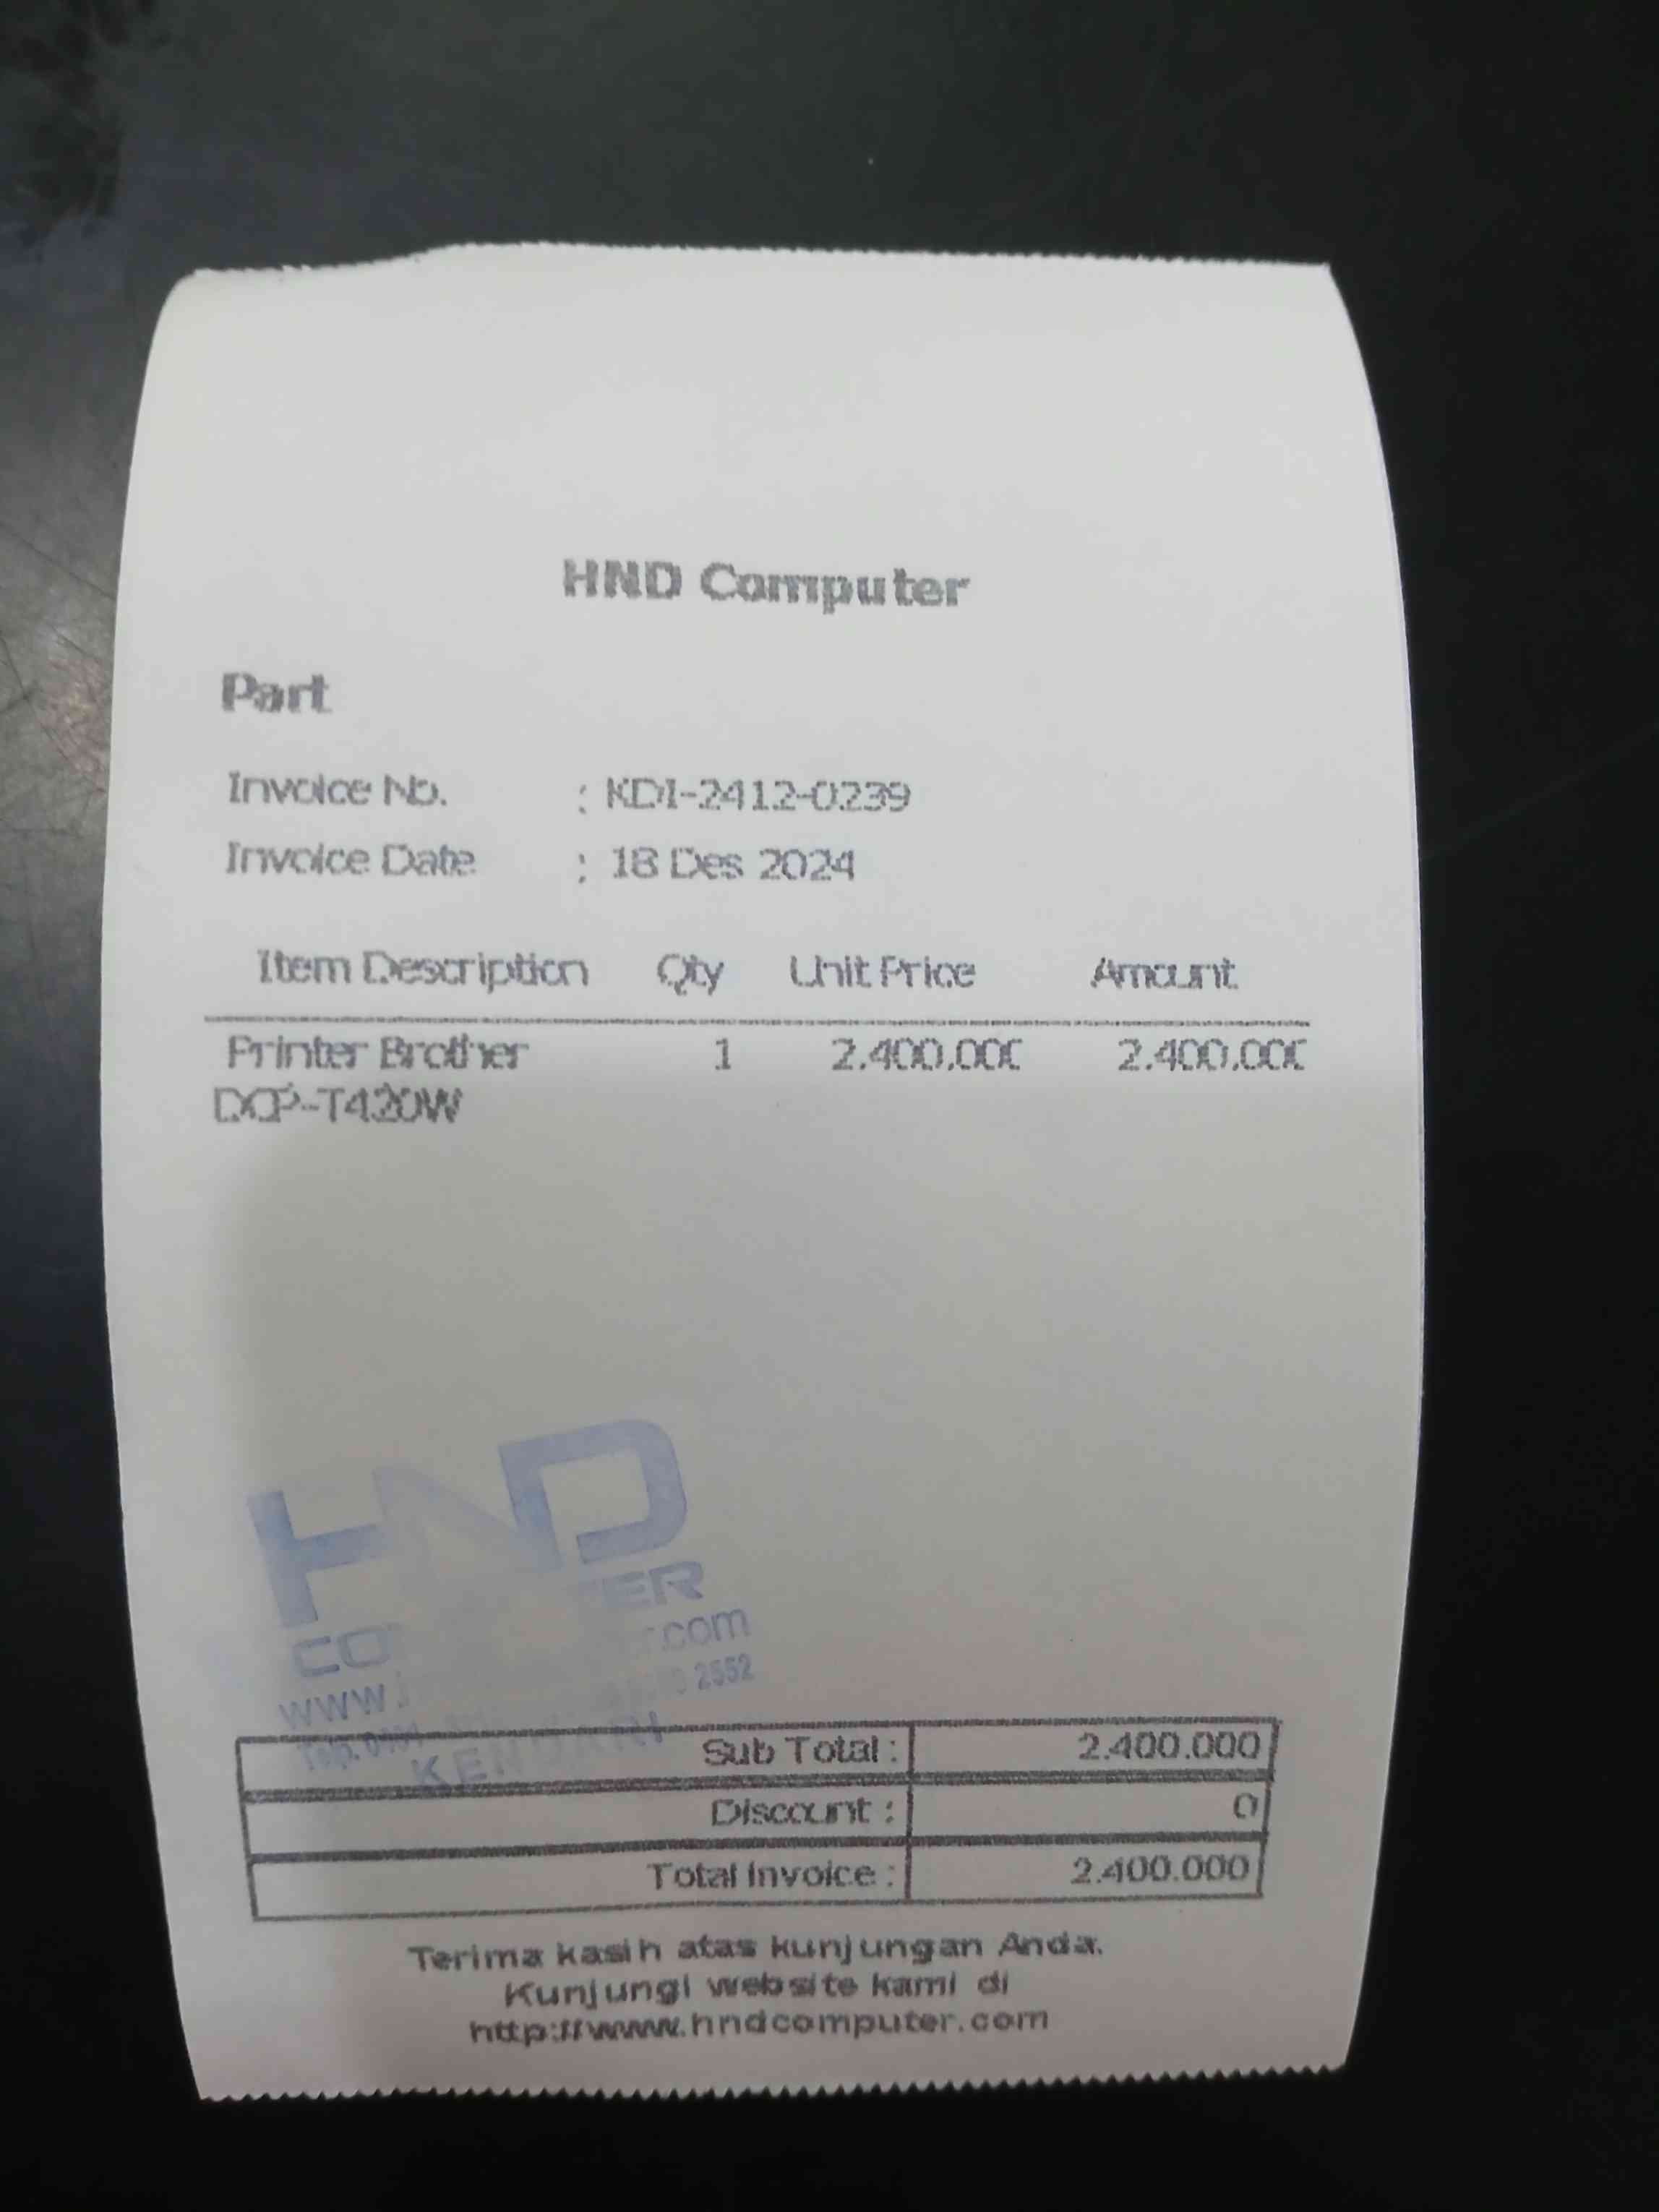 HND Computer
Part
Invoice No. : KDI-2412-0239
Invoice Date : 18 Des 2024
Item Description Qty Unit Price Amount
Printer Brother 1 2.400.000 2.400.000
DCP-T420W
HND
CO TER
www. r.com
2552
KENDARI
Sub Total : 2.400.000
Discount : 0
Total Invoice : 2.400.000
Terima kasih atas kunjungan Anda.
Kunjungi website kami di
http://www.hndcomputer.com